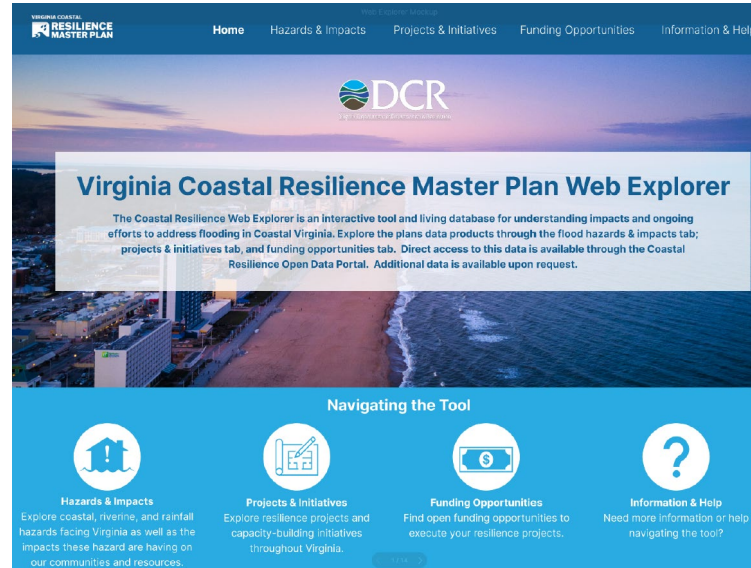 Web Explorer Mockup
VIRGINIA COASTAL
RESILIENCE
MASTER PLAN
Home Hazards & Impacts Projects & Initiatives Funding Opportunities Information & Hel
DCR
Virginia Coastal Resilience Master Plan Web Explorer
The Coastal Resilience Web Explorer is an interactive tool and living database for understanding impacts and ongoing
efforts to address flooding in Coastal Virginia. Explore the plans data products through the flood hazards & impacts tab;
projects & initiatives tab, and funding opportunities tab. Direct access to this data is available through the Coastal
Resilience Open Data Portal. Additional data is available upon request.
Navigating the Tool
Hazards & Impacts
Explore coastal, riverine, and rainfall
hazards facing Virginia as well as the
impacts these hazard are having on
our communities and resources.
Projects & Initiatives
Explore resilience projects and
capacity-building initiatives
throughout Virginia.
Funding Opportunities
Find open funding opportunities to
execute your resilience projects.
Information & Help
Need more information or help
navigating the tool?